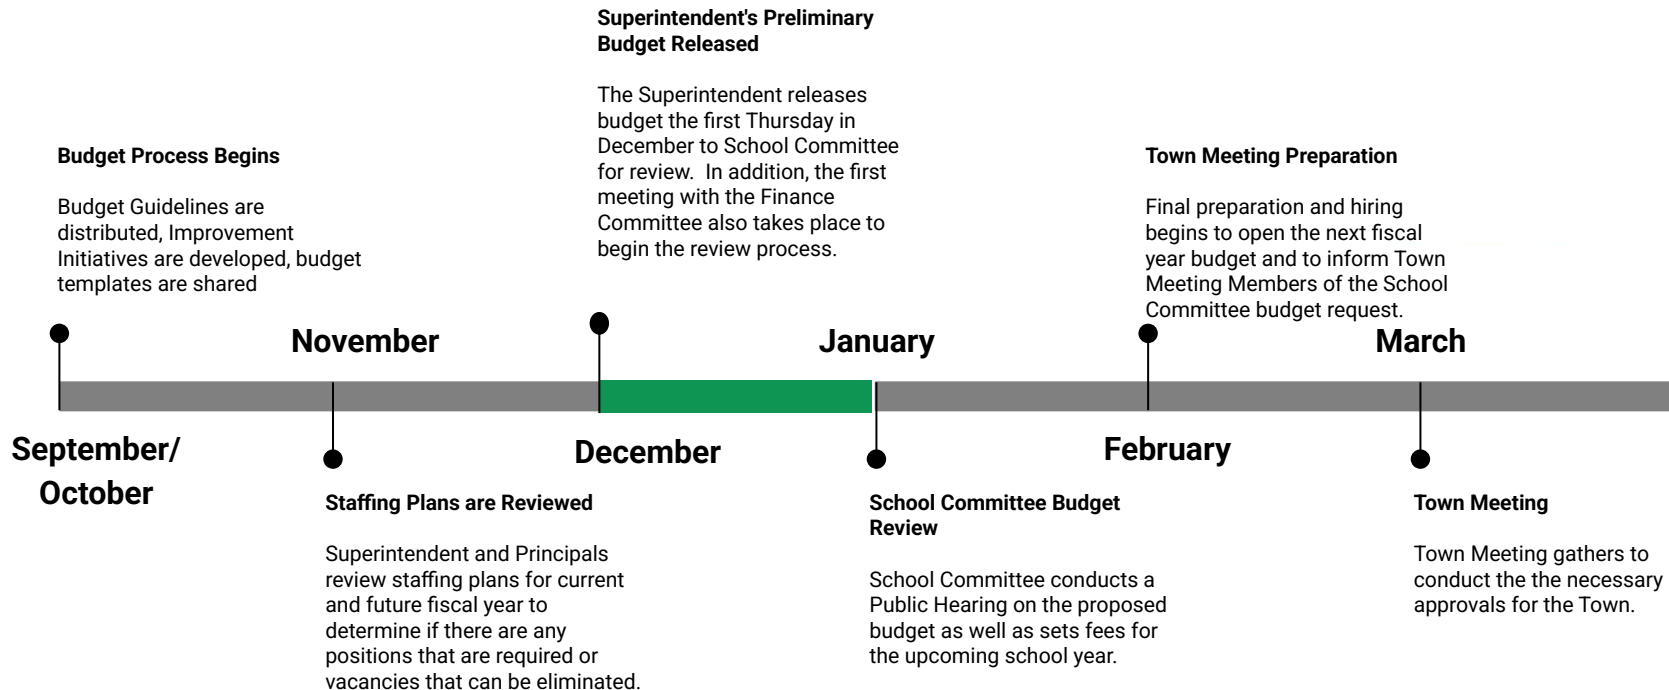 Superintendent's Preliminary
Budget Released
The Superintendent releases
budget the first Thursday in
December to School Committee
for review.  In addition, the first
meeting with the Finance
Committee also takes place to
begin the review process.
Budget Process Begins
Budget Guidelines are
distributed, Improvement
Initiatives are developed, budget
templates are shared
Town Meeting Preparation
Final preparation and hiring
begins to open the next fiscal
year budget and to inform Town
Meeting Members of the School
Committee budget request.
November
January
March
September/
October
December
February
Staffing Plans are Reviewed
Superintendent and Principals
review staffing plans for current
and future fiscal year to
determine if there are any
positions that are required or
vacancies that can be eliminated.
School Committee Budget
Review
School Committee conducts a
Public Hearing on the proposed
budget as well as sets fees for
the upcoming school year.
Town Meeting
Town Meeting gathers to
conduct the the necessary
approvals for the Town.